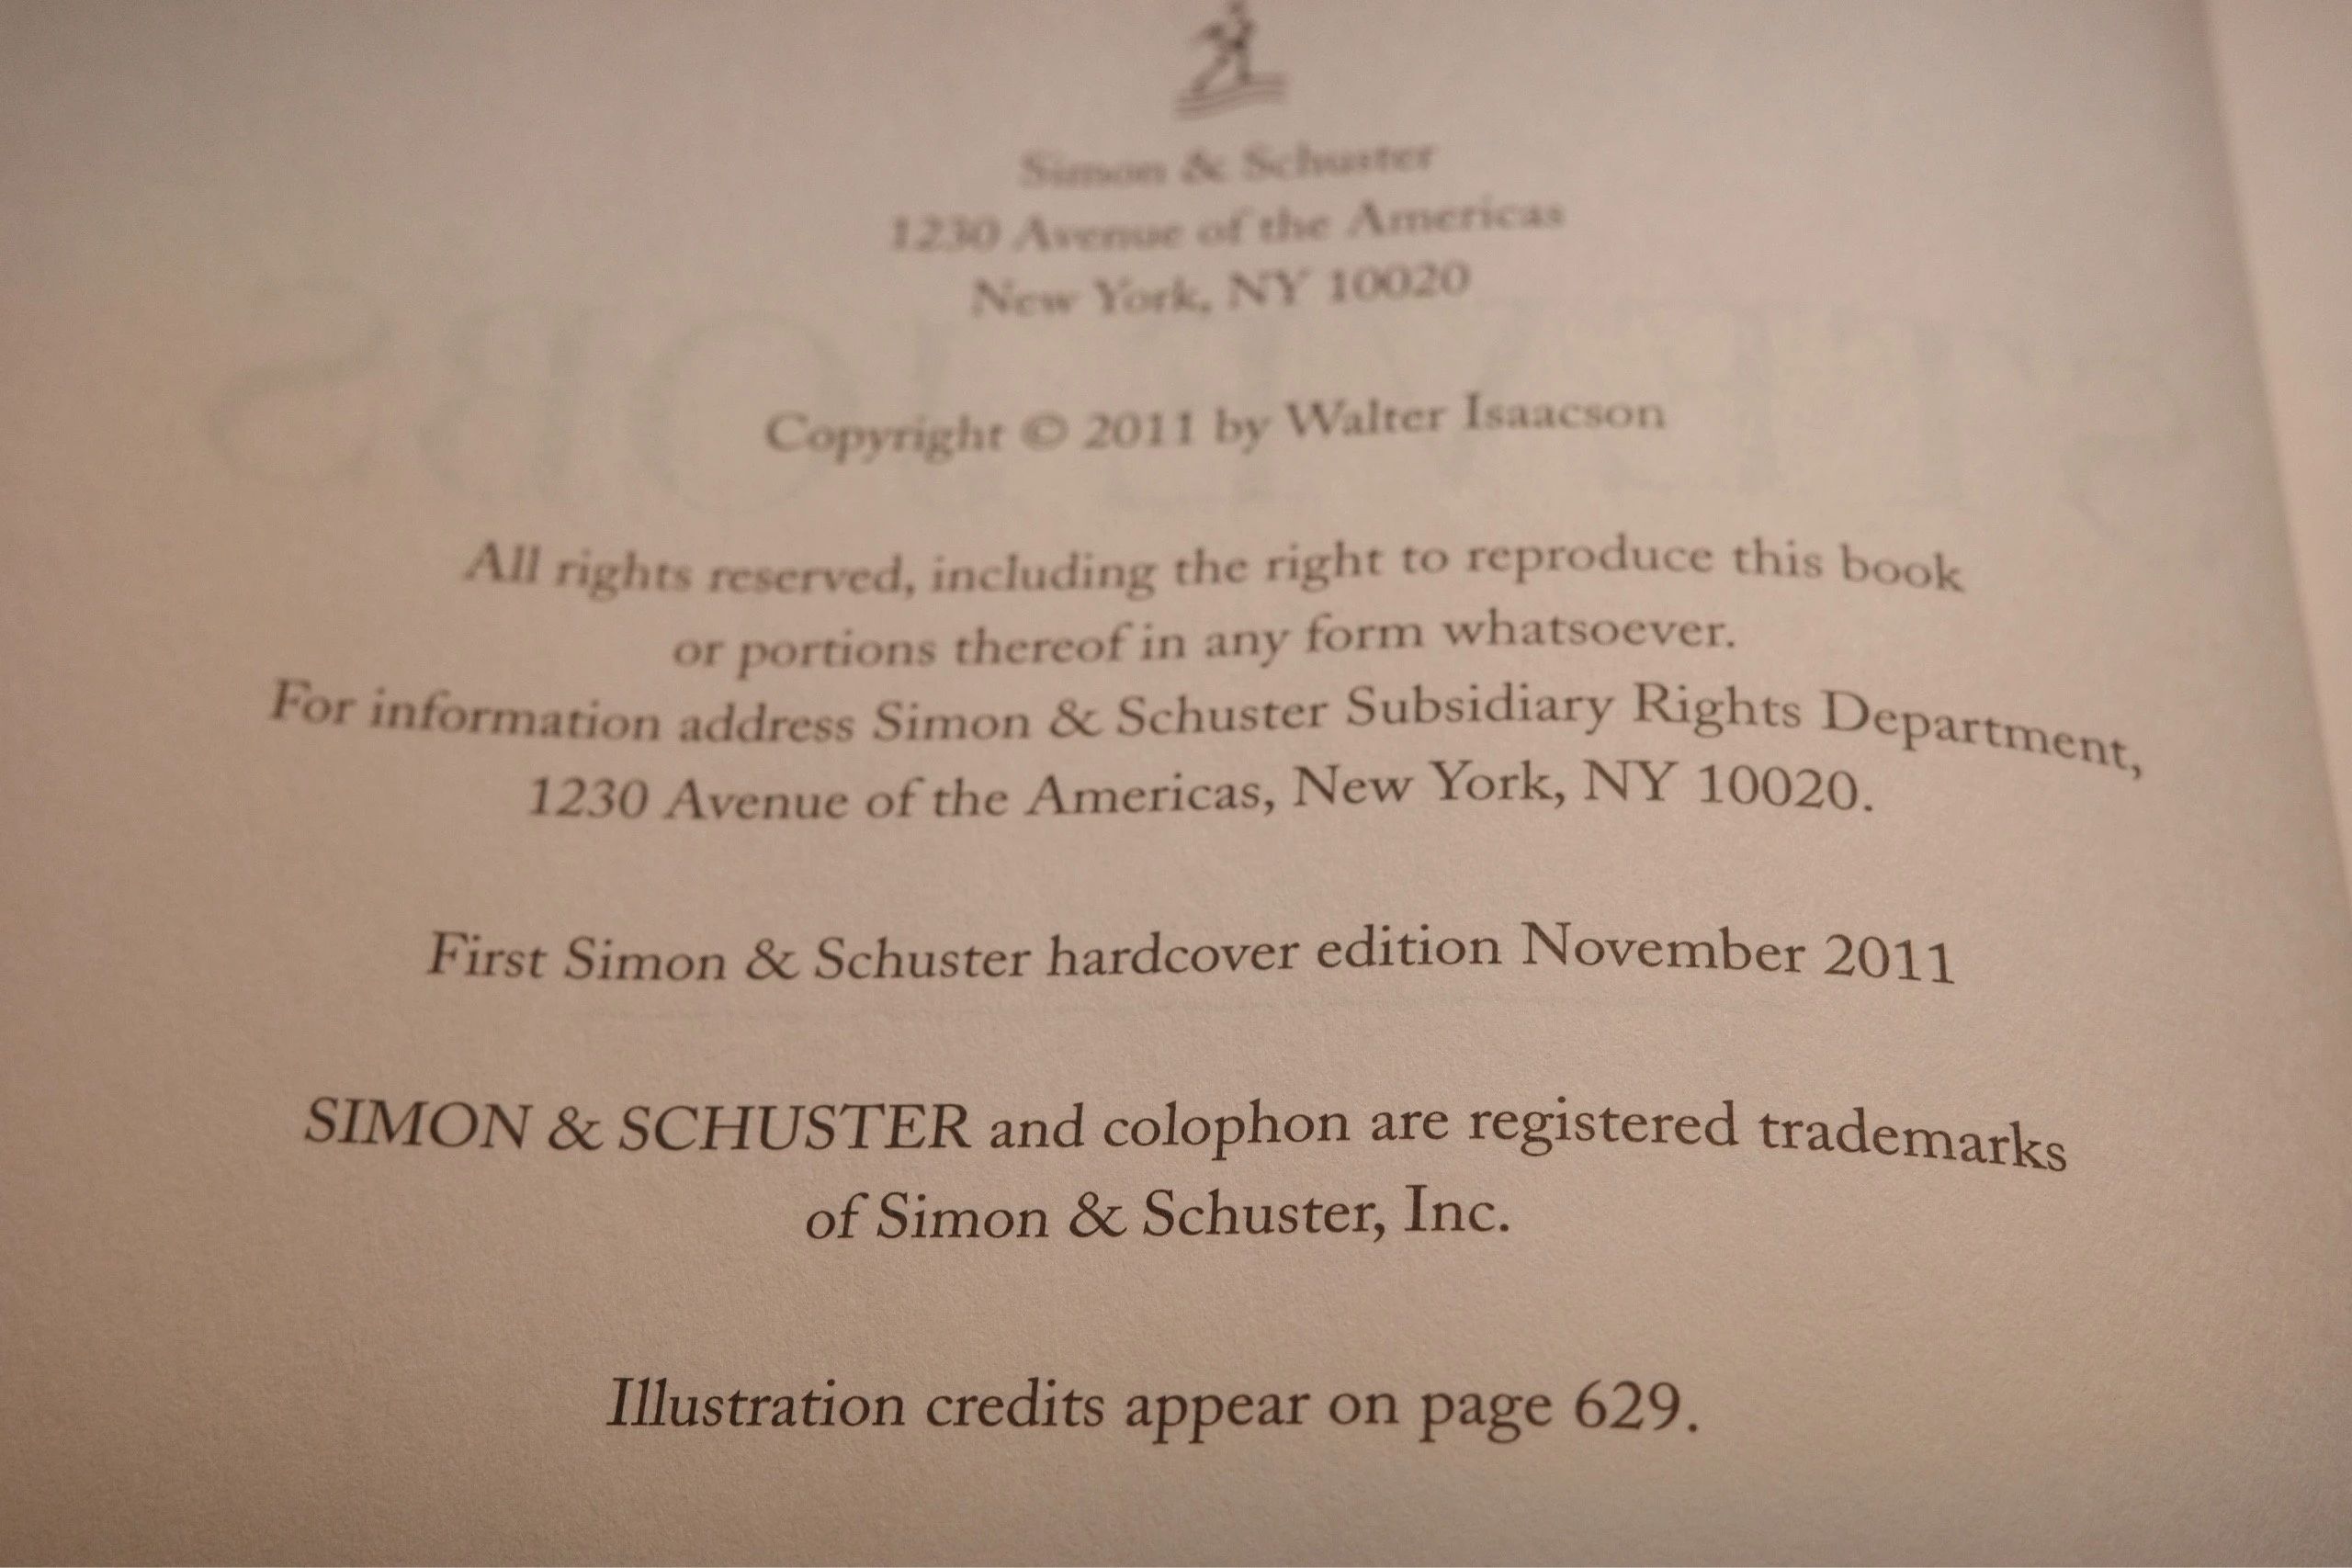 Simon & Schuster
1230 Avenue of the Americas
New York, NY 10020
Copyright © 2011 by Walter Isaacson
All rights reserved, including the right to reproduce this book
or portions thereof in any form whatsoever.
For information address Simon & Schuster Subsidiary Rights Department,
1230 Avenue of the Americas, New York, NY 10020.
First Simon & Schuster hardcover edition November 2011
SIMON & SCHUSTER and colophon are registered trademarks
of Simon & Schuster, Inc.
Illustration credits appear on page 629.